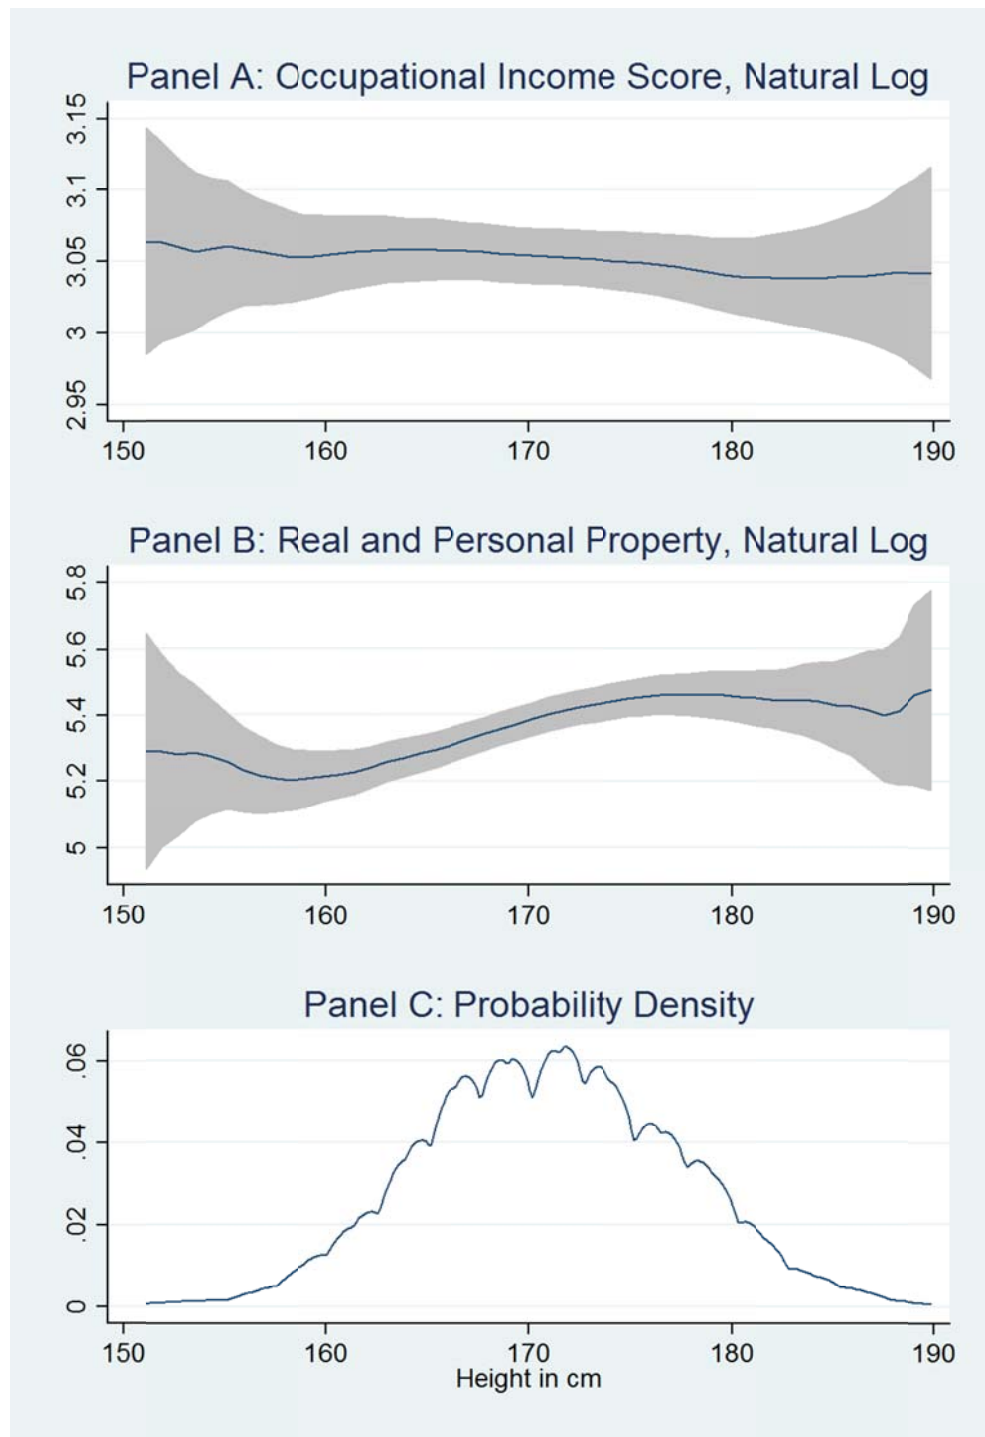 Panel A: Occupational Income Score, Natural Log
3.15
3.1
3.05
3
2.95
150 160 170 180 190
Panel B: Real and Personal Property, Natural Log
5.8
5.6
5.4
5.2
5
150 160 170 180 190
Panel C: Probability Density
.06
.04
.02
0
150 160 170 180 190
Height in cm